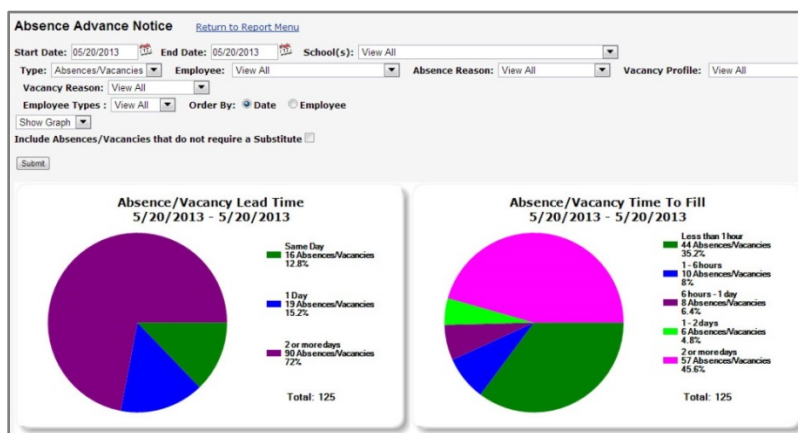 Absence Advance Notice Return to Report Menu
Start Date: 05/20/2013 End Date: 05/20/2013 School(s): View All
Type: Absences/Vacancies Employee: View All Absence Reason: View All Vacancy Profile: View All
Vacancy Reason: View All
Employee Types : View All Order By: Date Employee
Show Graph
Include Absences/Vacancies that do not require a Substitute
Submit
Absence/Vacancy Lead Time
5/20/2013 - 5/20/2013
Same Day
16 Absences/Vacancies
12.8%
1 Day
19 Absences/Vacancies
15.2%
2 or more days
90 Absences/Vacancies
72%
Total: 125
Absence/Vacancy Time To Fill
5/20/2013 - 5/20/2013
Less than 1 hour
44 Absences/Vacancies
35.2%
1 - 6 hours
10 Absences/Vacancies
8%
6 hours - 1 day
8 Absences/Vacancies
6.4%
1 - 2 days
6 Absences/Vacancies
4.8%
2 or more days
57 Absences/Vacancies
45.6%
Total: 125